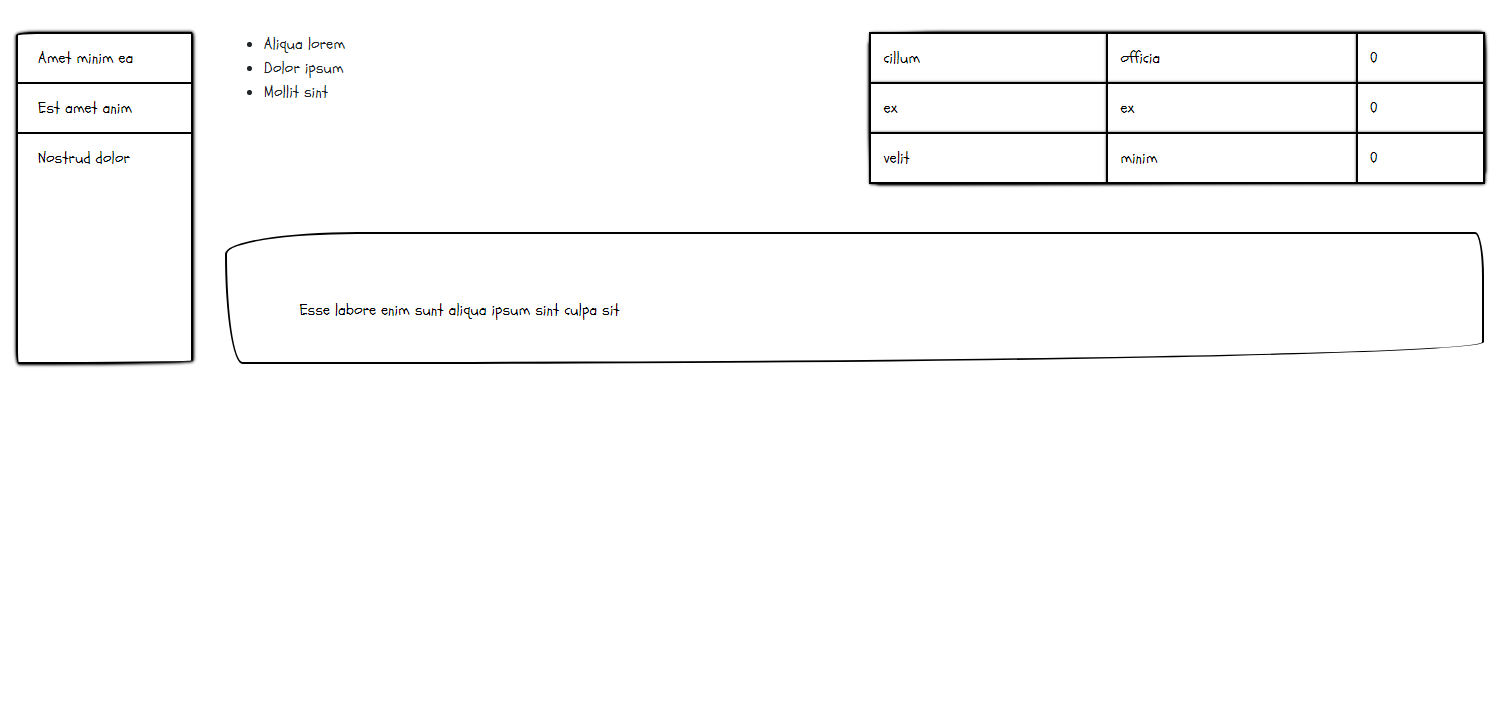 Amet minim ea
Est amet anim
Nostrud dolor
Aliqua lorem
Dolor ipsum
Mollit sint
cillum officia 0
ex ex 0
velit minim 0
Esse labore enim sunt aliqua ipsum sint culpa sit